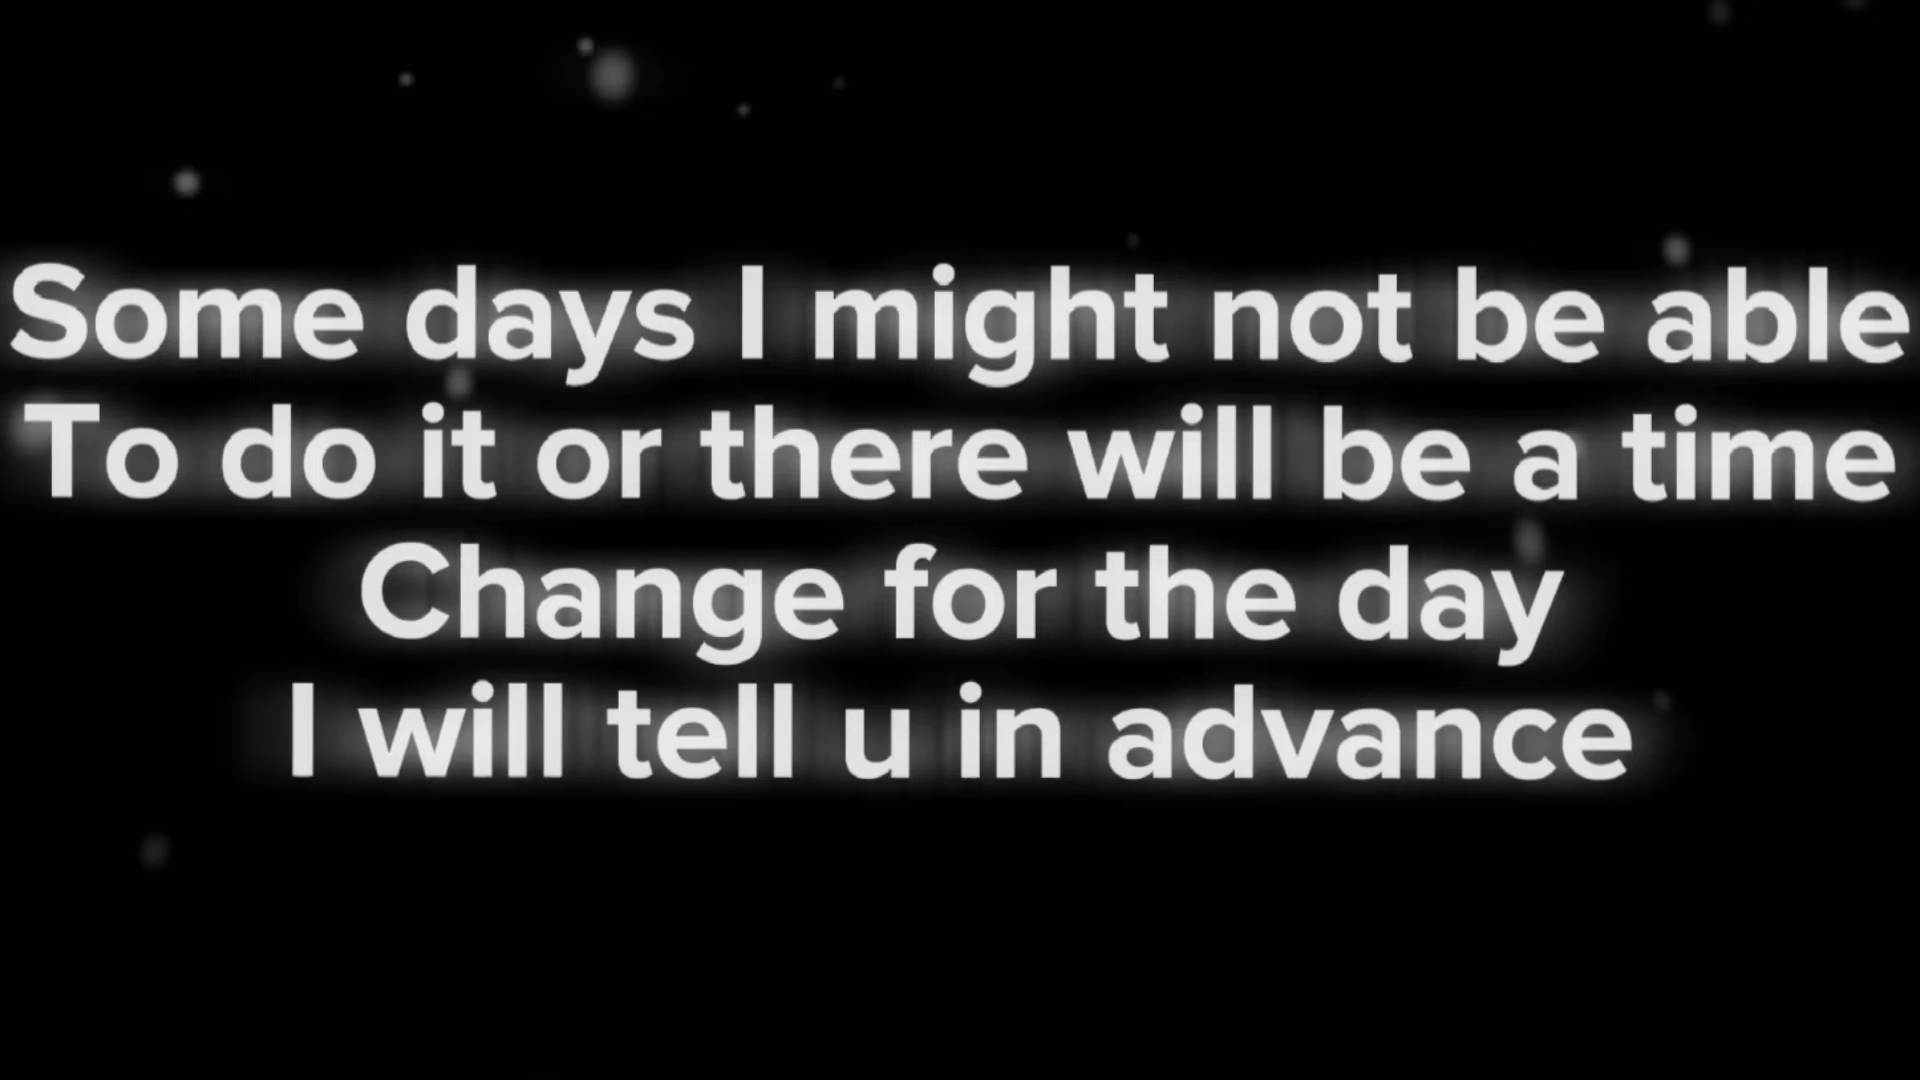 Some days I might not be able
To do it or there will be a time
Change for the day
I will tell u in advance